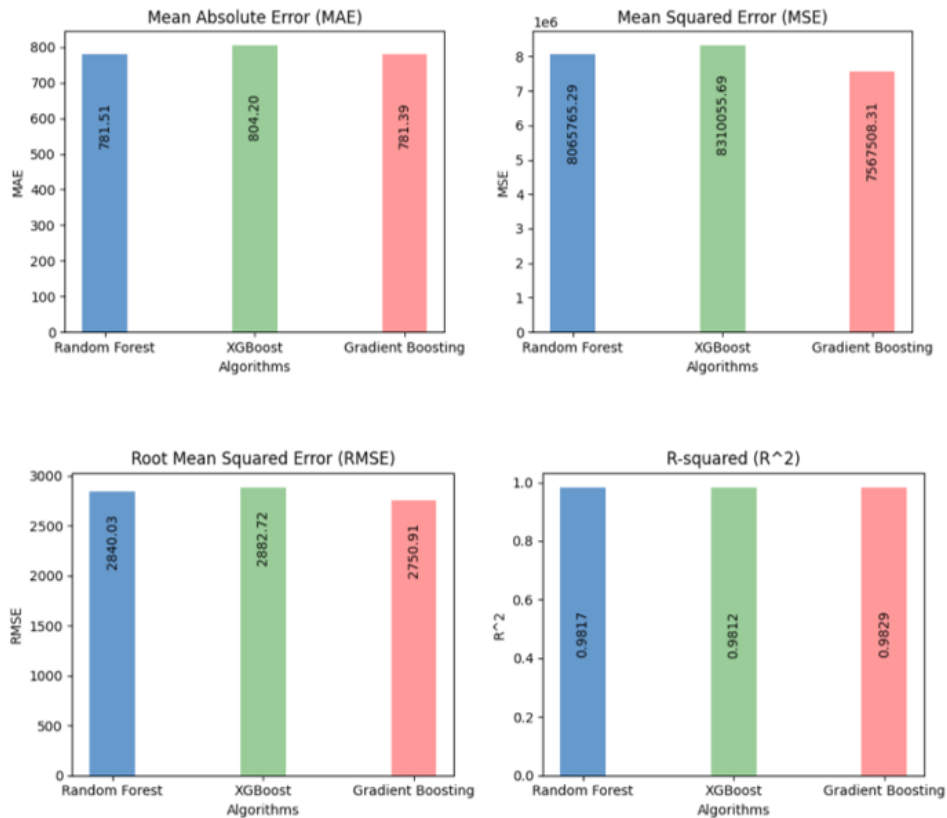 Mean Absolute Error (MAE)
800
700
600
500
400
300
200
100
0
MAE
781.51
804.20
781.39
Random Forest
XGBoost
Gradient Boosting
Algorithms
Mean Squared Error (MSE)
1e6
8
7
6
5
4
3
2
1
0
MSE
8065765.29
8310055.69
7567508.31
Random Forest
XGBoost
Gradient Boosting
Algorithms
Root Mean Squared Error (RMSE)
3000
2500
2000
1500
1000
500
0
RMSE
2840.03
2882.72
2750.91
Random Forest
XGBoost
Gradient Boosting
Algorithms
R-squared (R^2)
1.0
0.8
0.6
0.4
0.2
0.0
R^2
0.9817
0.9812
0.9829
Random Forest
XGBoost
Gradient Boosting
Algorithms